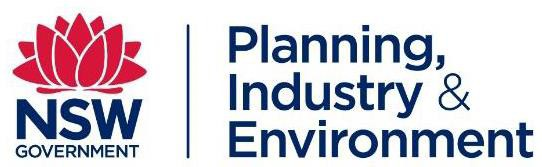 NSW
GOVERNMENT
Planning,
Industry &
Environment